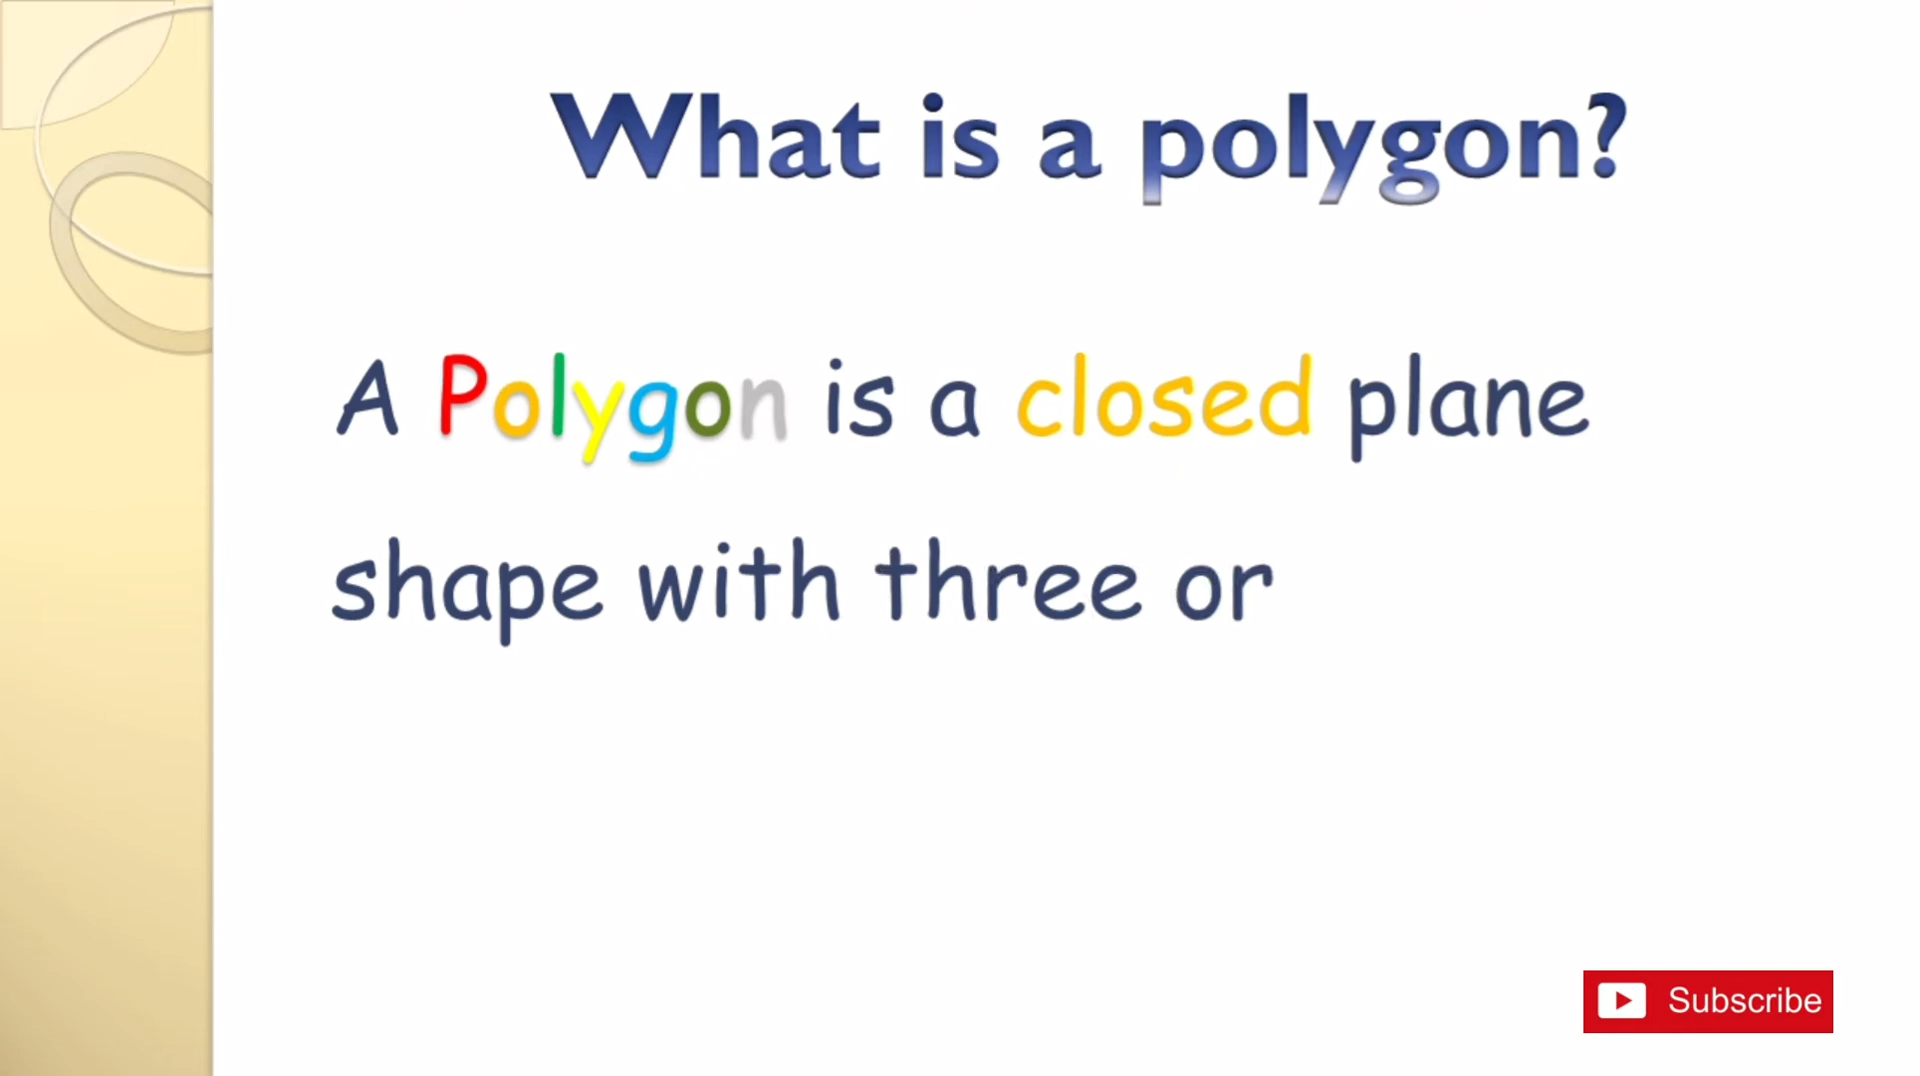 What is a polygon?
A Polygon is a closed plane
shape with three or
Subscribe